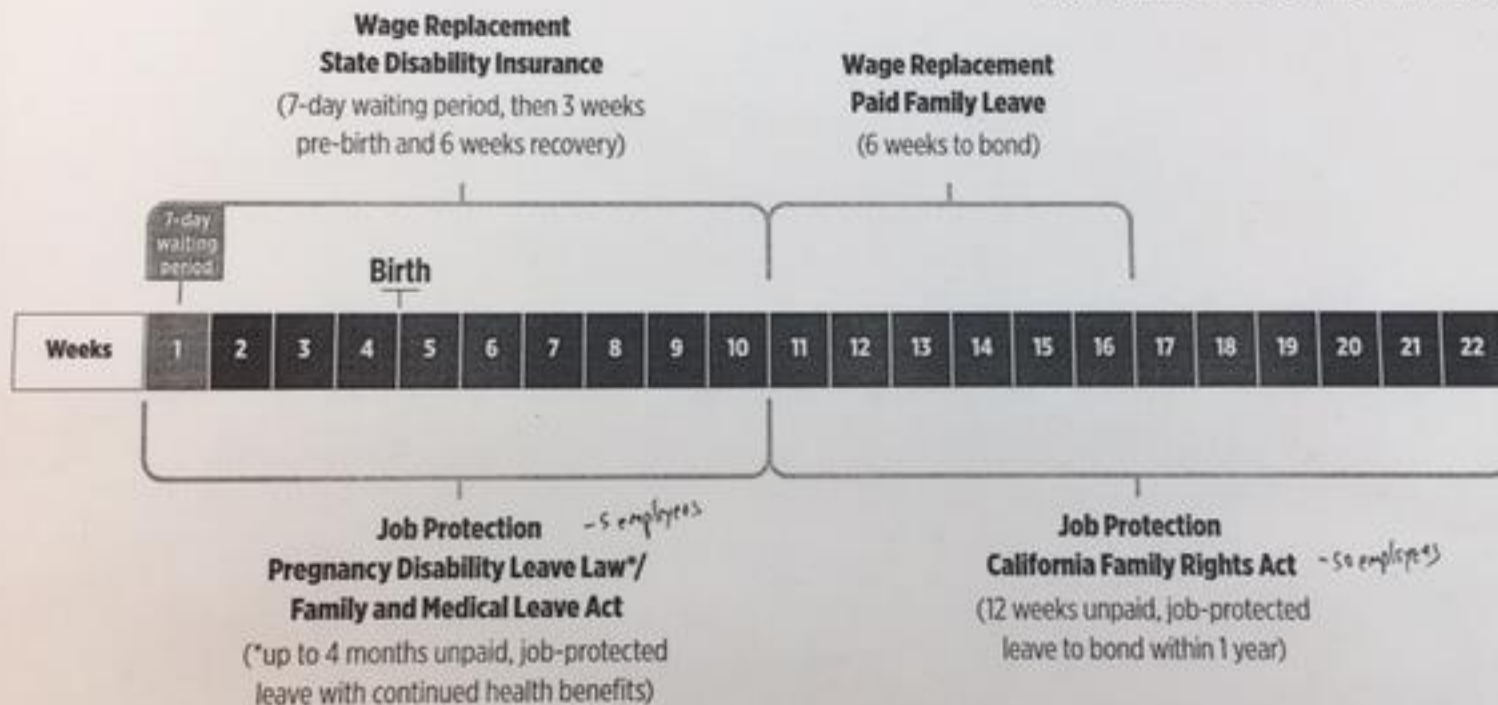 Wage Replacement
State Disability Insurance
(7-day waiting period, then 3 weeks
pre-birth and 6 weeks recovery)
Wage Replacement
Paid Family Leave
(6 weeks to bond)
7-day
waiting
period
Birth
Weeks 1 2 3 4 5 6 7 8 9 10 11 12 13 14 15 16 17 18 19 20 21 22
Job Protection - 5 employees
Pregnancy Disability Leave Law*/
Family and Medical Leave Act
(*up to 4 months unpaid, job-protected
leave with continued health benefits)
Job Protection
California Family Rights Act - 50 employees
(12 weeks unpaid, job-protected
leave to bond within 1 year)